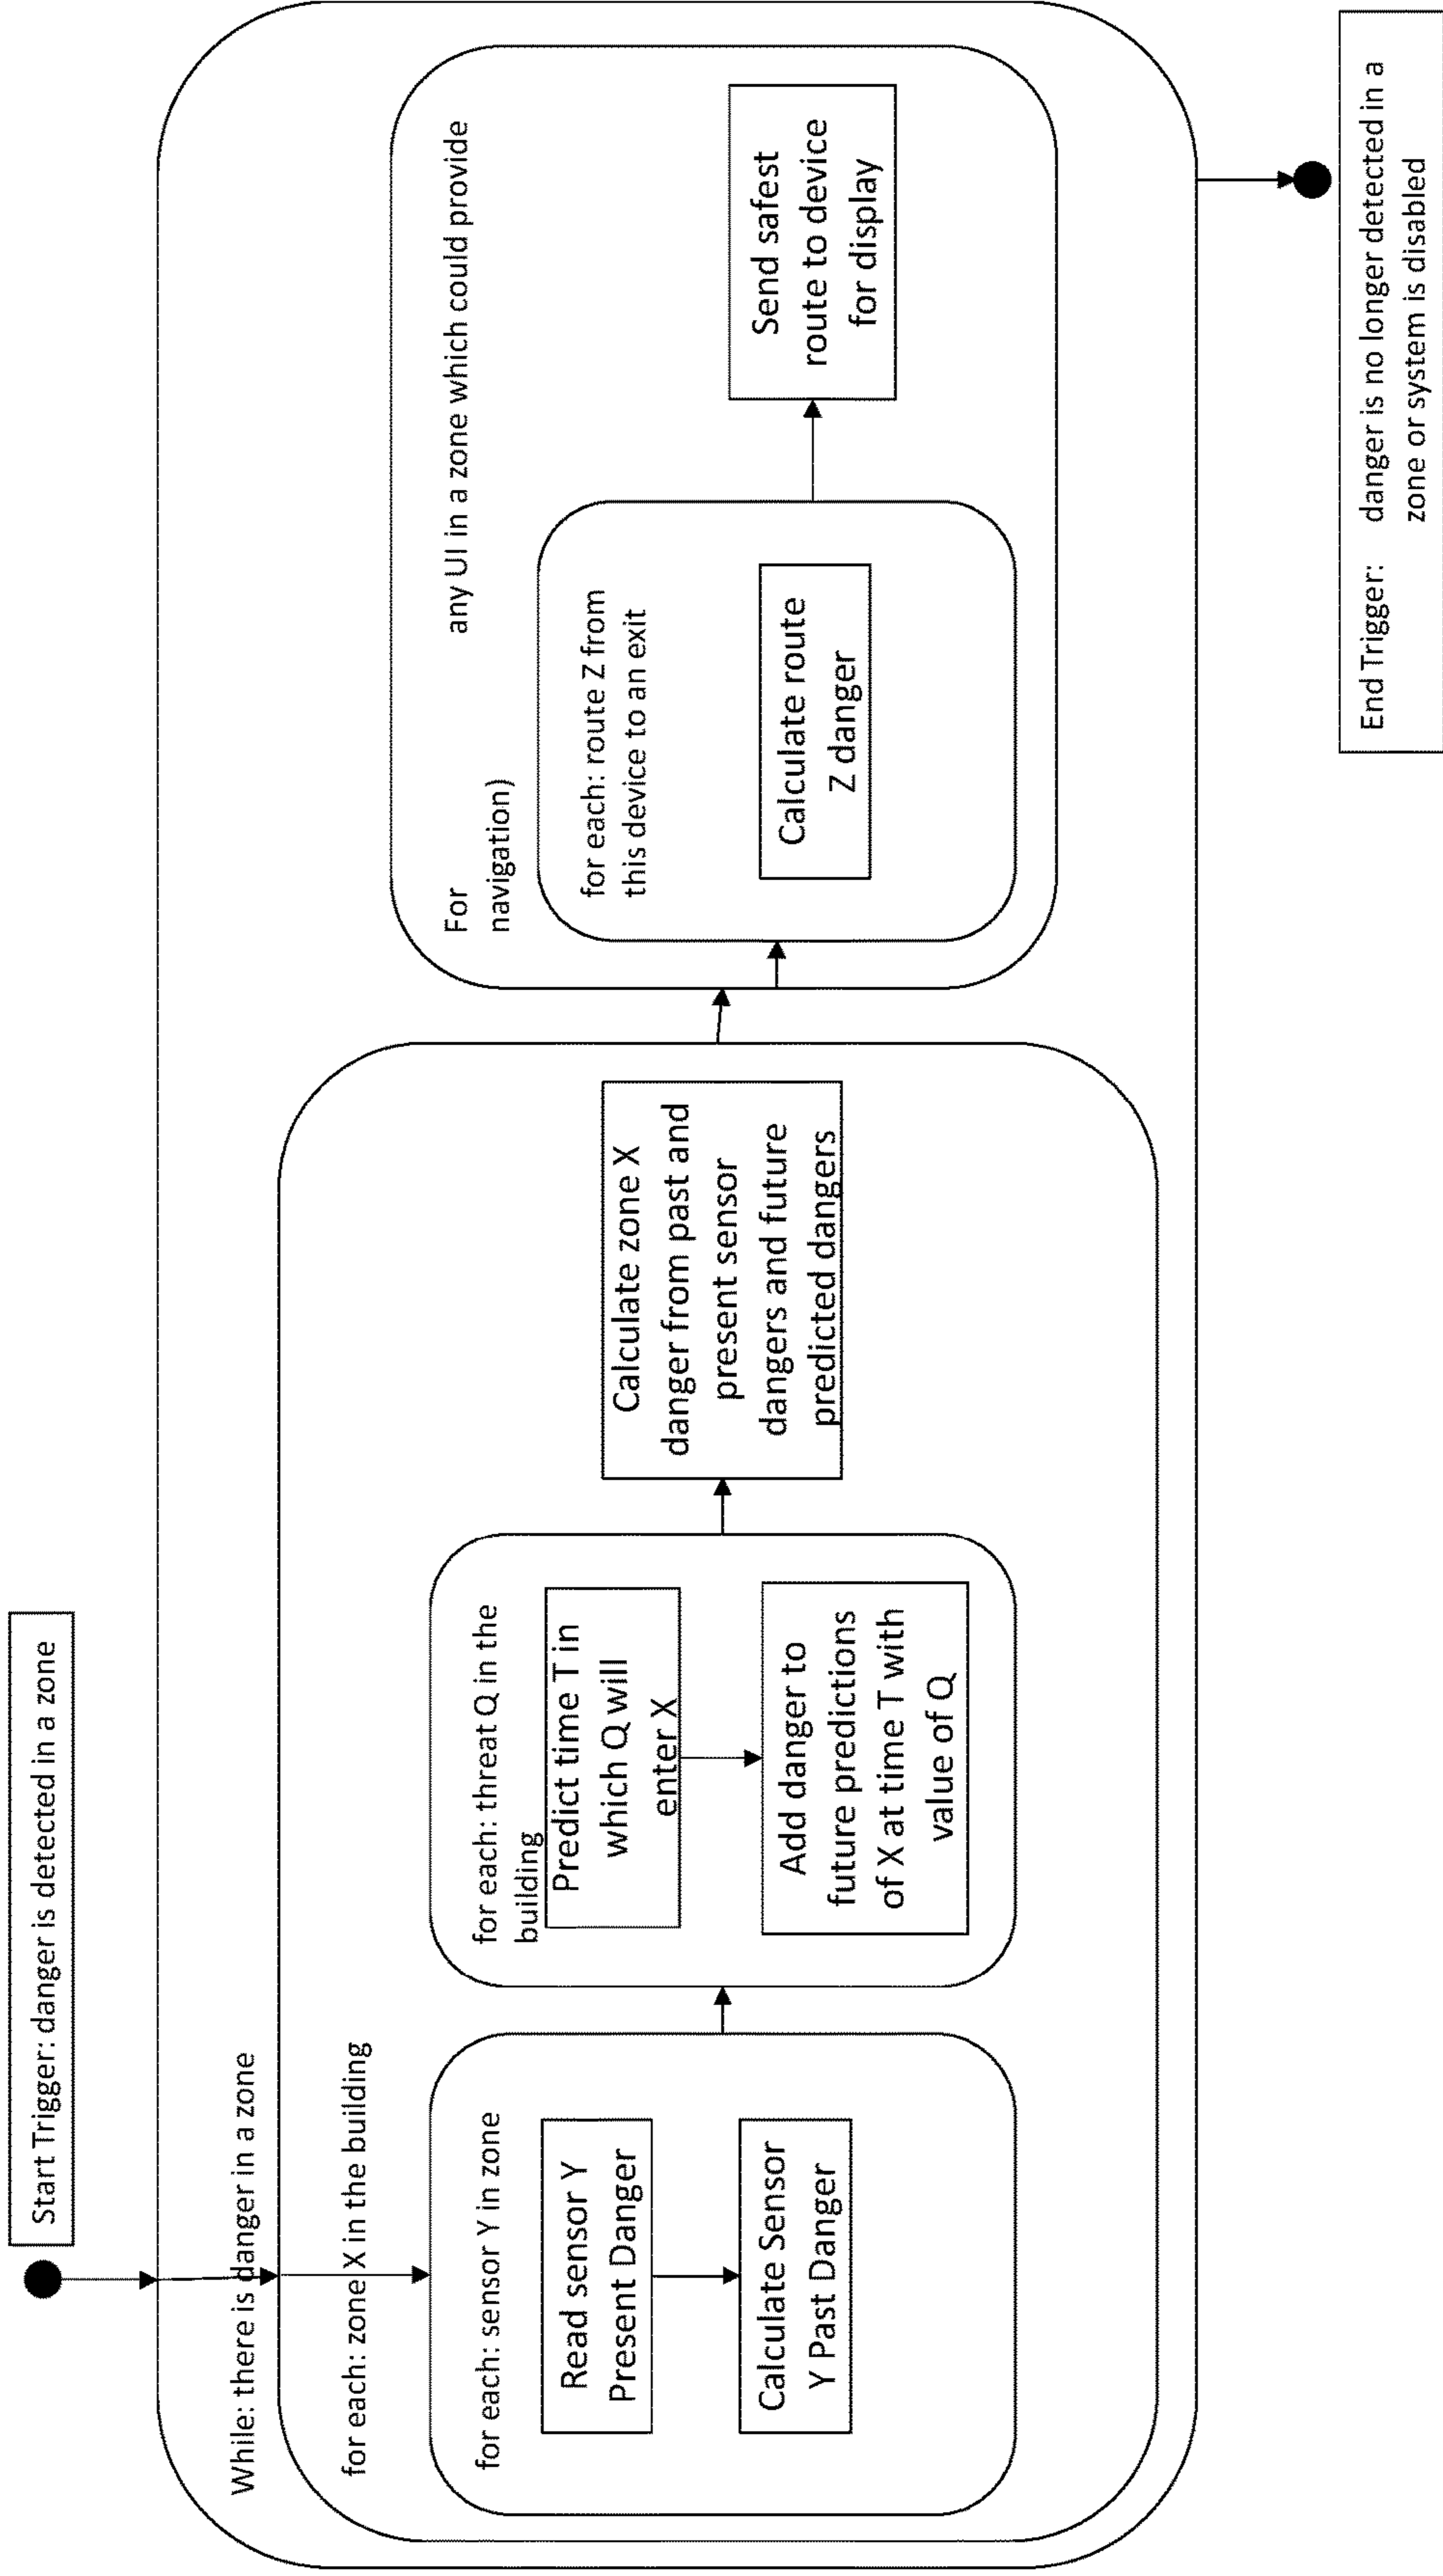 Start Trigger: danger is detected in a zone
While: there is danger in a zone
for each: zone X in the building
for each: sensor Y in zone
Read sensor Y
Present Danger
Calculate Sensor
Y Past Danger
for each: threat Q in the
building
Predict time T in
which Q will
enter X
Add danger to
future predictions
of X at time T with
value of Q
Calculate zone X
danger from past and
present sensor
dangers and future
predicted dangers
For any UI in a zone which could provide
navigation)
for each: route Z from
this device to an exit
Calculate route
Z danger
Send safest
route to device
for display
End Trigger: danger is no longer detected in a
zone or system is disabled